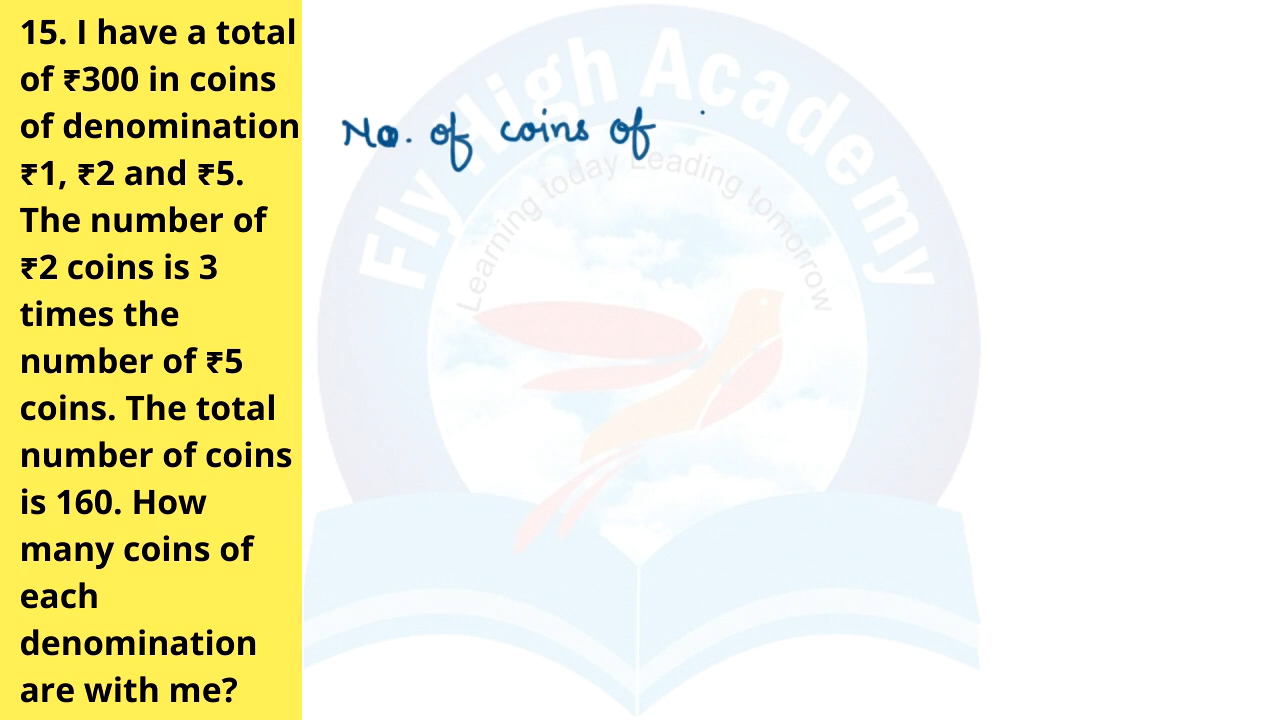 15. I have a total
of ₹300 in coins
of denomination
₹1, ₹2 and ₹5.
The number of
₹2 coins is 3
times the
number of ₹5
coins. The total
number of coins
is 160. How
many coins of
each
denomination
are with me?
No. of coins of
Fly High Academy
Learning today Leading tomorrow